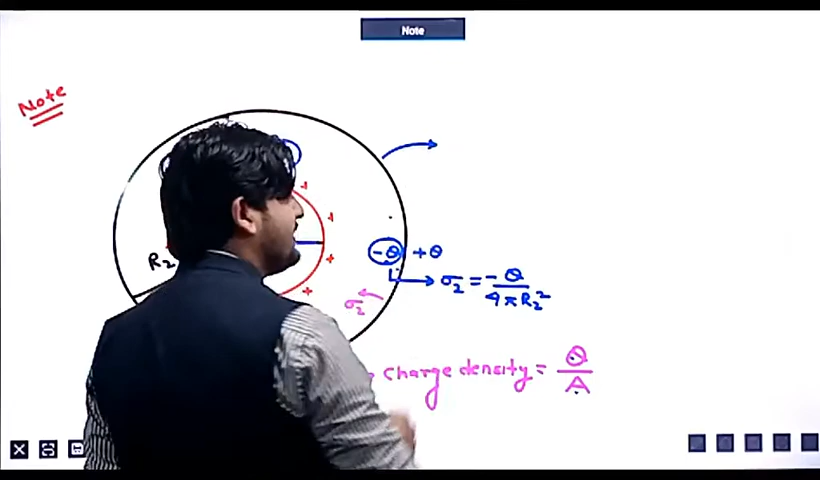 Note
Note
R₂
-Q +Q
σ₂ = -Q / 4πR₂²
σ₂
Charge density = Q / A